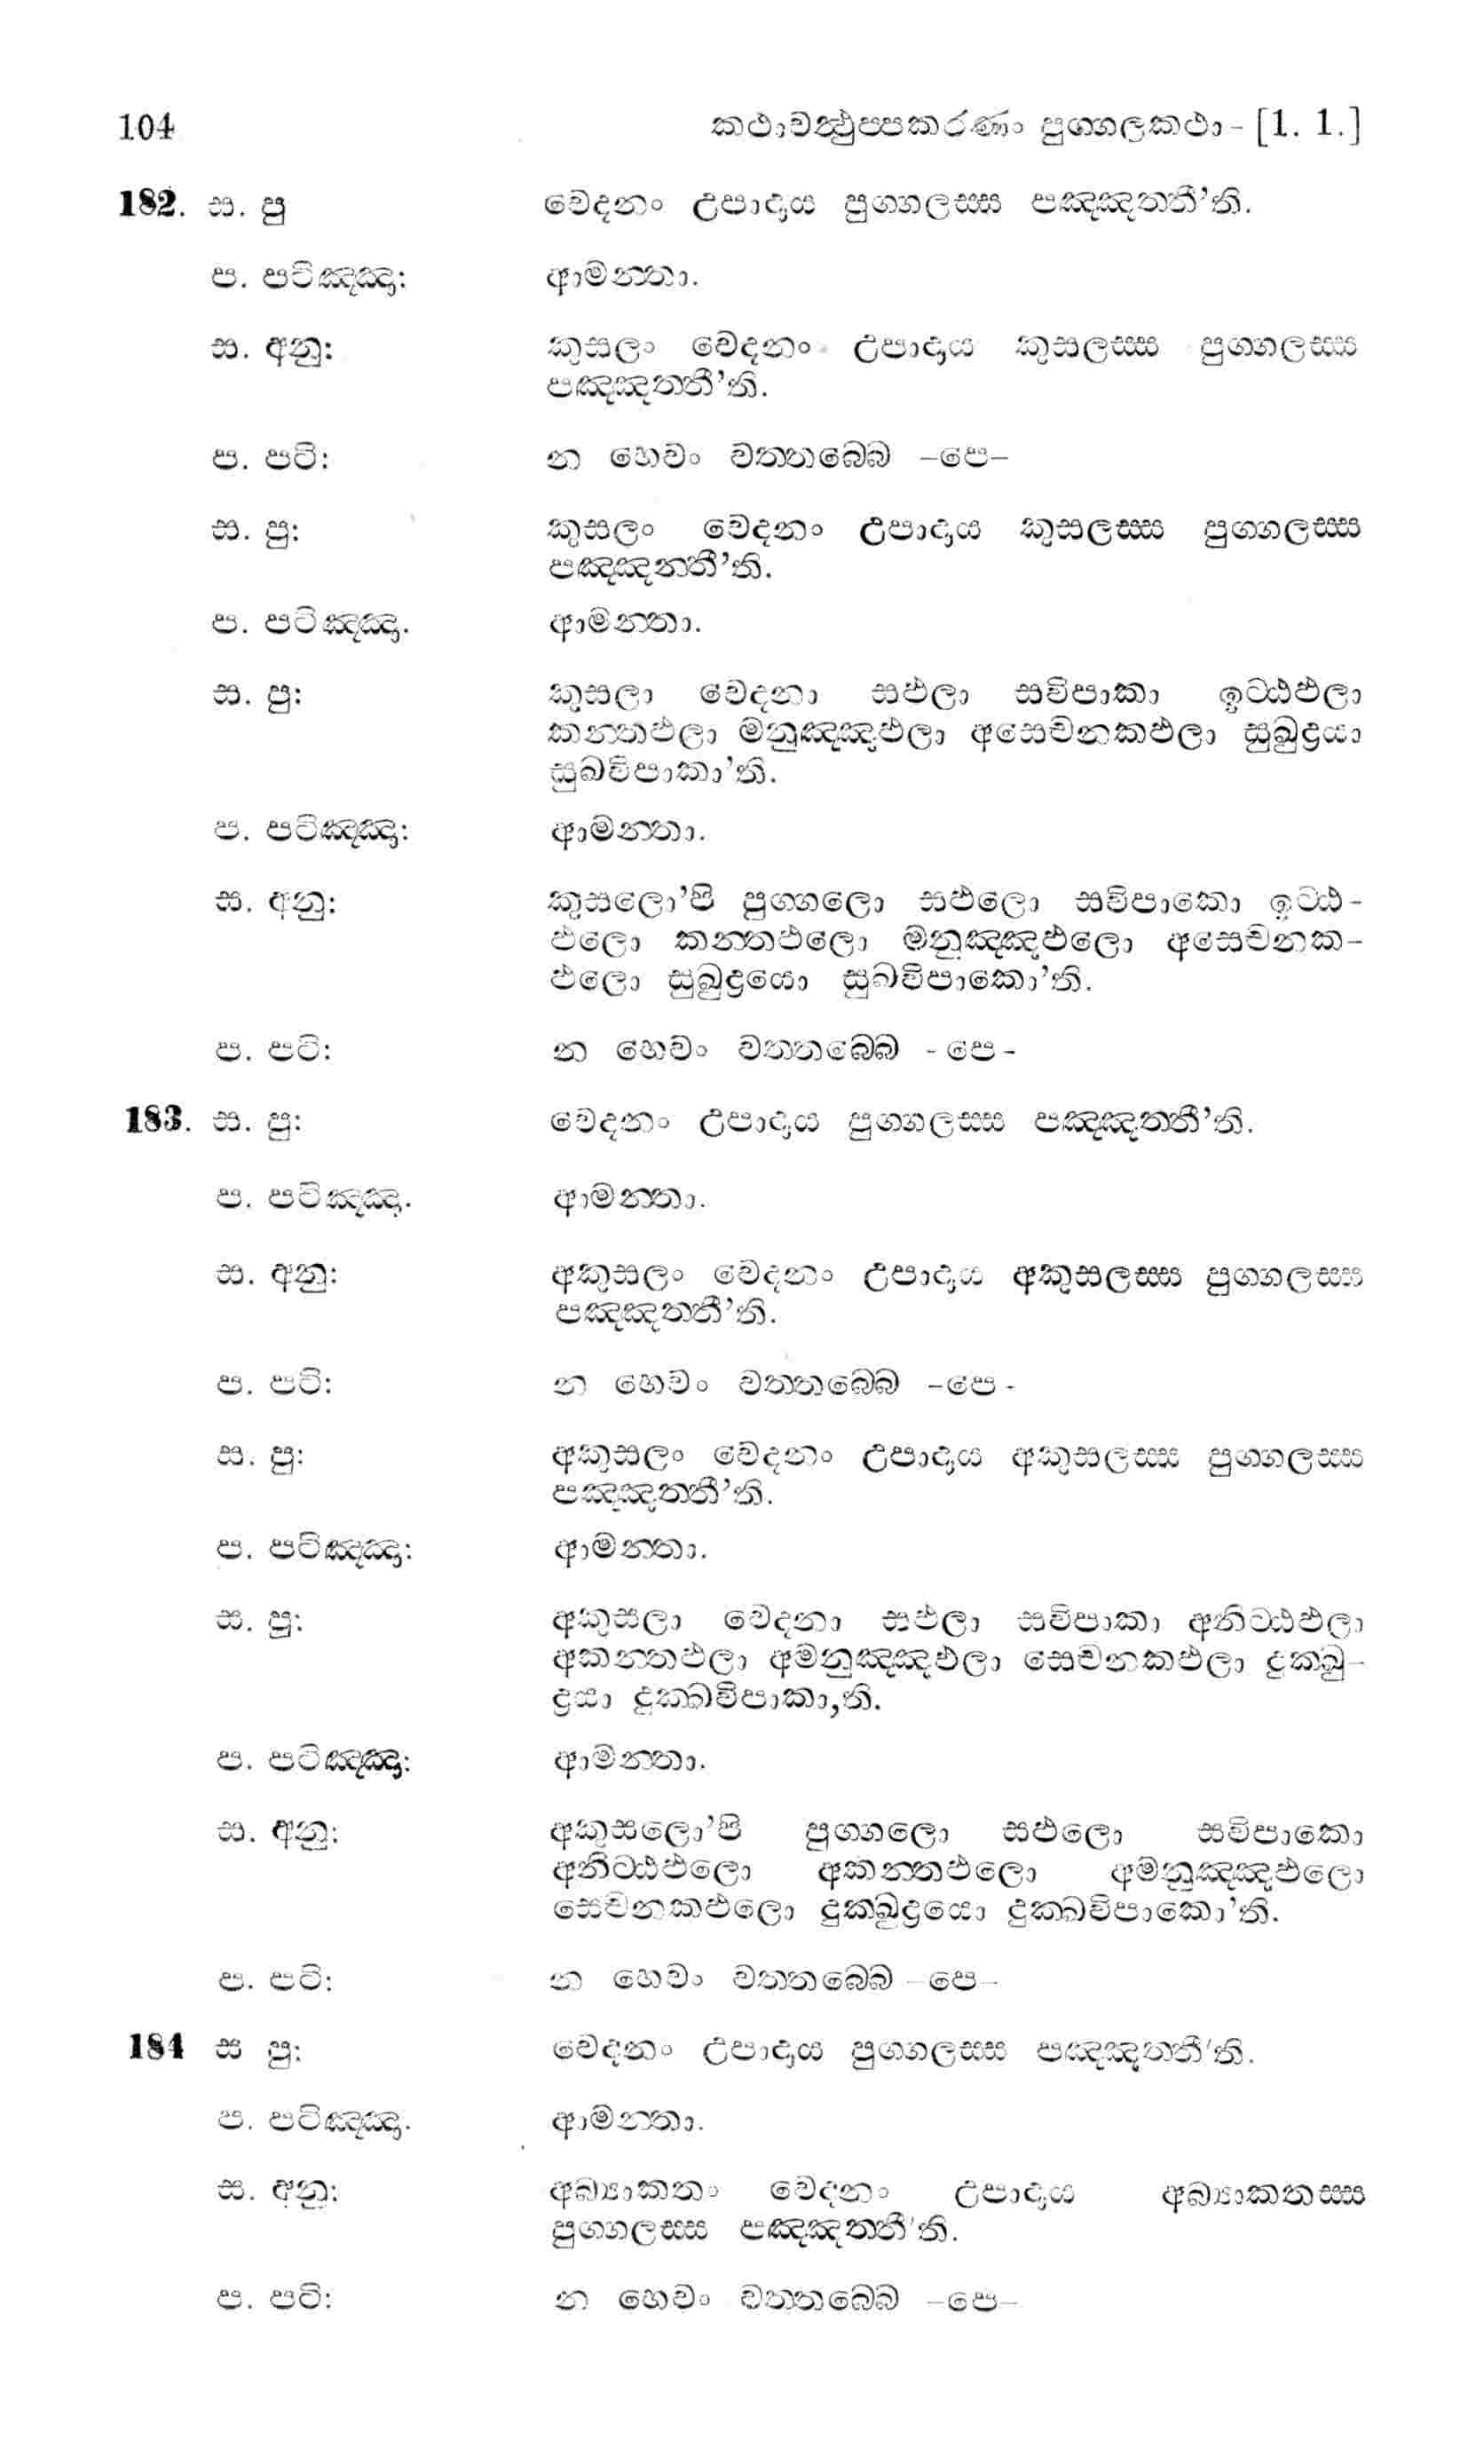 104 කථාවත්‍ථුප්පකරණං පුග්ගලකථා - [1. 1.]
182. ස. පු වෙදනං උපාදාය පුග්ගලස්ස පඤ්ඤත්තී’ති.
ප. පටිඤ්ඤා: ආමන්තා.
ස. අනු: කුසලං වෙදනං උපාදාය කුසලස්ස පුග්ගලස්ස
පඤ්ඤත්තී’ති.
ප. පටි: න හෙවං වත්තබ්බෙ –පෙ–
ස. පු: කුසලං වෙදනං උපාදාය කුසලස්ස පුග්ගලස්ස
පඤ්ඤන්තී’ති.
ප. පටිඤ්ඤා. ආමන්තා.
ස. පු: කුසලා වෙදනා සඵලා සවිපාකා ඉට්ඨඵලා
කන්තඵලා මනුඤ්ඤඵලා අසෙචනකඵලා සුඛුද්‍රයා
සුඛවිපාකා’ති.
ප. පටිඤ්ඤා: ආමන්තා.
ස. අනු: කුසලො’පි පුග්ගලො සඵලො සවිපාකො ඉට්ඨ-
ඵලො කන්තඵලො මනුඤ්ඤඵලො අසෙචනක-
ඵලො සුඛුද්‍රයො සුඛවිපාකො’ති.
ප. පටි: න හෙවං වත්තබ්බෙ - පෙ -
183. ස. පු: වෙදනං උපාදාය පුග්ගලස්ස පඤ්ඤත්තී’ති.
ප. පටිඤ්ඤා. ආමන්තා.
ස. අනු: අකුසලං වෙදනං උපාදාය අකුසලස්ස පුග්ගලස්ස
පඤ්ඤත්තී’ති.
ප. පටි: න හෙවං වත්තබ්බෙ –පෙ -
ස. පු: අකුසලං වෙදනං උපාදාය අකුසලස්ස පුග්ගලස්ස
පඤ්ඤත්තී’ති.
ප. පටිඤ්ඤා: ආමන්තා.
ස. පු: අකුසලා වෙදනා සඵලා සවිපාකා අනිට්ඨඵලා
අකන්තඵලා අමනුඤ්ඤඵලා සෙචනකඵලා දුක්ඛු-
ද්‍රයා දුක්ඛවිපාකා,ති.
ප. පටිඤ්ඤා: ආමන්තා.
ස. අනු: අකුසලො’පි පුග්ගලො සඵලො සවිපාකො
අනිට්ඨඵලො අකන්තඵලො අමනුඤ්ඤඵලො
සෙචනකඵලො දුක්ඛුද්‍රයො දුක්ඛවිපාකො’ති.
ප. පටි: න හෙවං වත්තබ්බෙ –පෙ–
184 ස පු: වෙදනං උපාදාය පුග්ගලස්ස පඤ්ඤත්තී’ති.
ප. පටිඤ්ඤා. ආමන්තා.
ස. අනු: අබ්‍යාකතං වෙදනං උපාදාය අබ්‍යාකතස්ස
පුග්ගලස්ස පඤ්ඤත්තී’ති.
ප. පටි: න හෙවං වත්තබ්බෙ –පෙ–